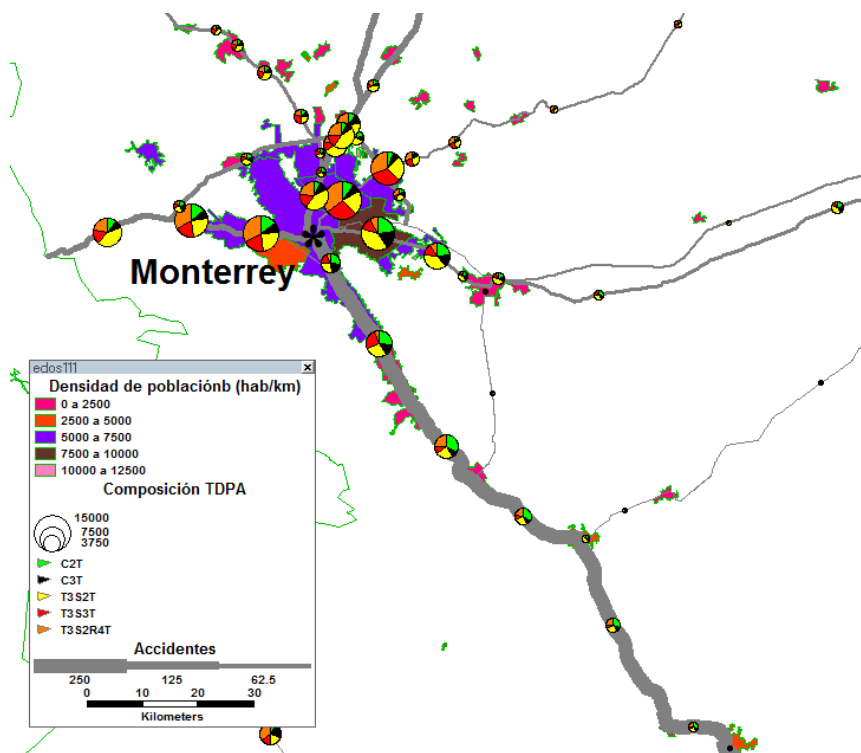 Monterrey
edos111
Densidad de poblaciónb (hab/km)
0 a 2500
2500 a 5000
5000 a 7500
7500 a 10000
10000 a 12500
Composición TDPA
15000
7500
3750
C2T
C3T
T3S2T
T3S3T
T3S2R4T
Accidentes
250 125 62.5
0 10 20 30
Kilometers